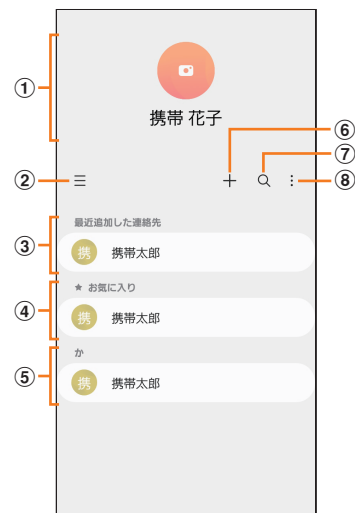 ①
携帯 花子
⑥
⑦
②
⑧
最近追加した連絡先
③
携 携帯太郎
★ お気に入り
④
携 携帯太郎
か
⑤
携 携帯太郎